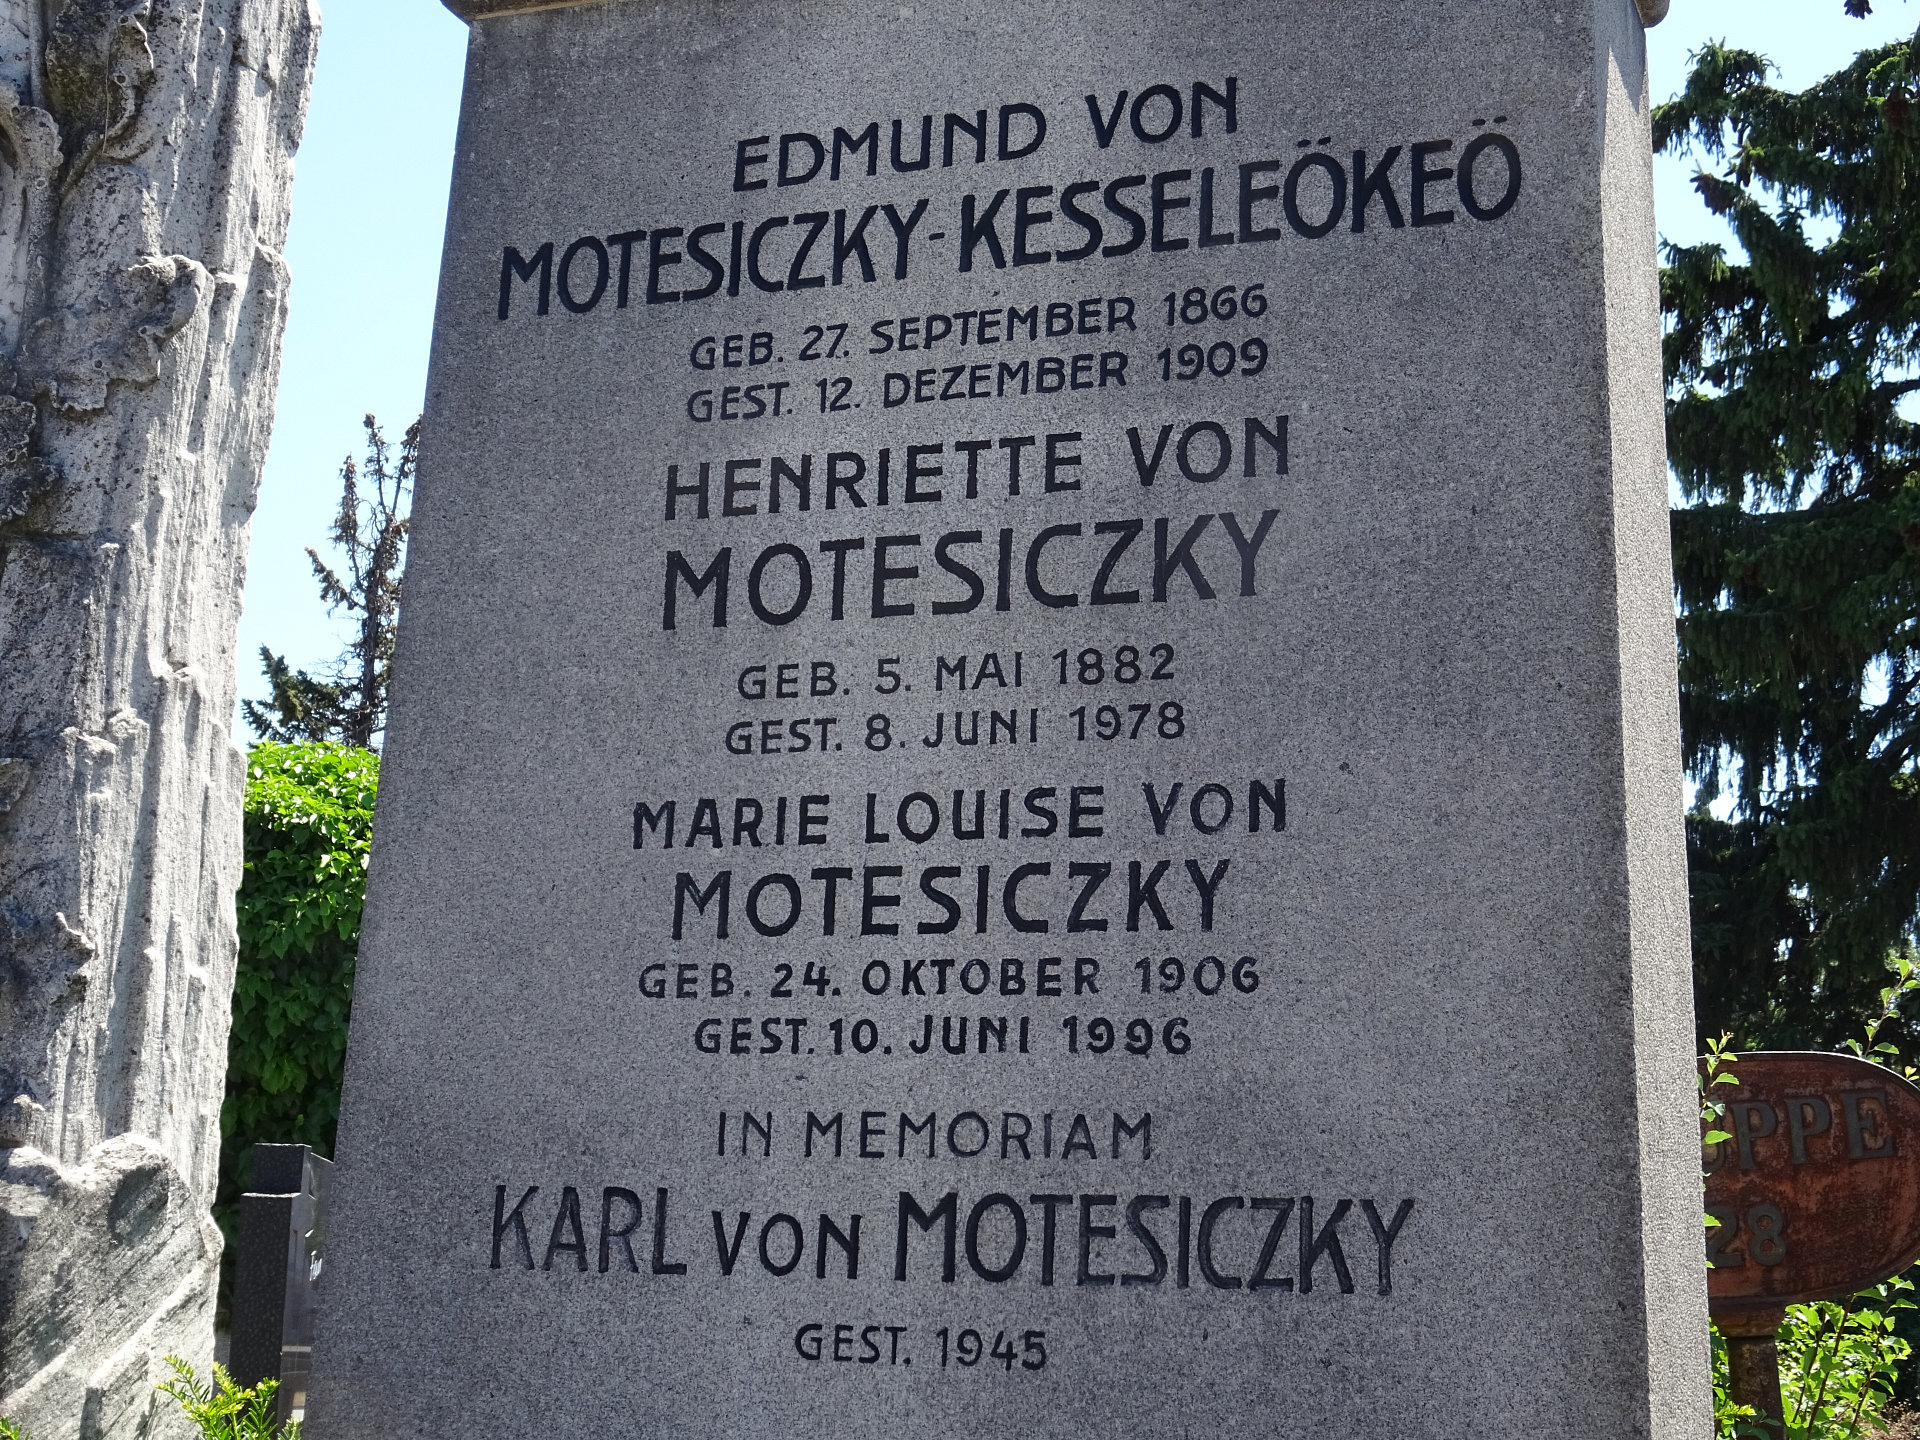 EDMUND VON
MOTESICZKY-KESSELEÖKEÖ
GEB. 27. SEPTEMBER 1866
GEST. 12. DEZEMBER 1909
HENRIETTE VON
MOTESICZKY
GEB. 5. MAI 1882
GEST. 8. JUNI 1978
MARIE LOUISE VON
MOTESICZKY
GEB. 24. OKTOBER 1906
GEST. 10. JUNI 1996
IN MEMORIAM
KARL VON MOTESICZKY
GEST. 1945
28